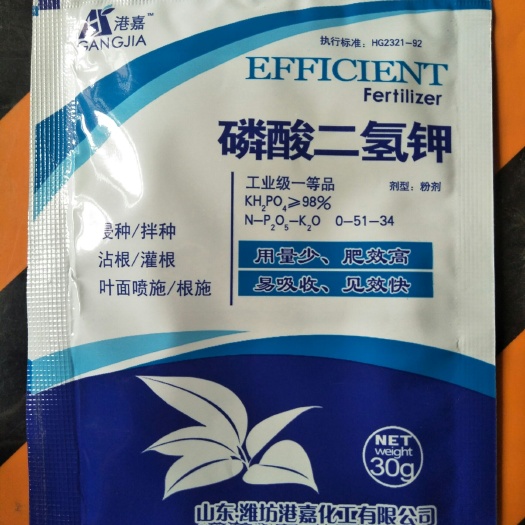 港嘉
GANGJIA
执行标准：HG2321-92
EFFICIENT
Fertilizer
磷酸二氢钾
工业级一等品
剂型：粉剂
KH₂PO₄≥98%
N-P₂O₅-K₂O 0-51-34
浸种/拌种
沾根/灌根
叶面喷施/根施
用量少、肥效高
易吸收、见效快
NET
weight
30g
山东·潍坊港嘉化工有限公司